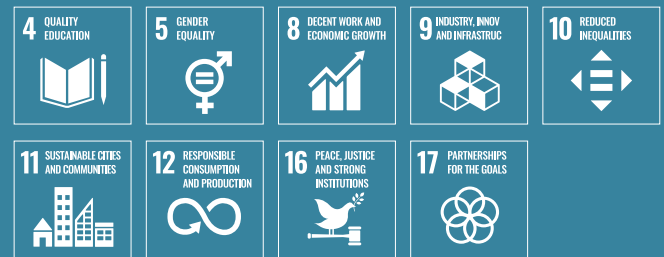 4 QUALITY
EDUCATION
5 GENDER
EQUALITY
8 DECENT WORK AND
ECONOMIC GROWTH
9 INDUSTRY, INNOV
AND INFRASTRUC
10 REDUCED
INEQUALITIES
11 SUSTAINABLE CITIES
AND COMMUNITIES
12 RESPONSIBLE
CONSUMPTION
AND PRODUCTION
16 PEACE, JUSTICE
AND STRONG
INSTITUTIONS
17 PARTNERSHIPS
FOR THE GOALS